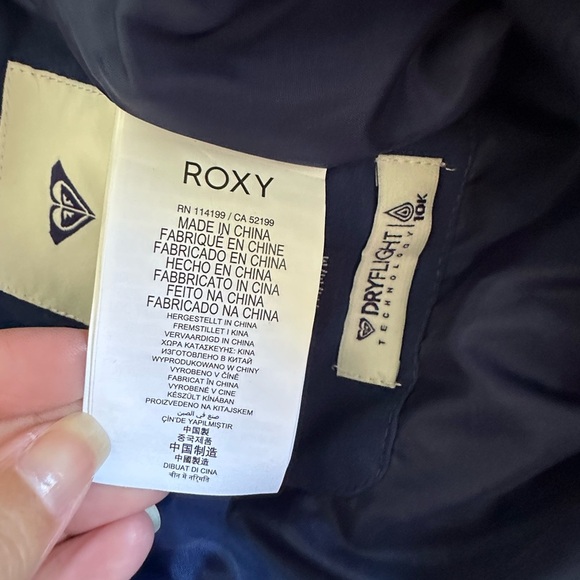 ROXY
RN 114199 / CA 52199
MADE IN CHINA
FABRIQUÉ EN CHINE
FABRICADO EN CHINA
HECHO EN CHINA
FABBRICATO IN CINA
FEITO NA CHINA
FABRICADO NA CHINA
HERGESTELLT IN CHINA
FREMSTILLET I KINA
VERVAARDIGD IN CHINA
ΧΩΡΑ ΚΑΤΑΣΚΕΥΗΣ: ΚΙΝΑ
ИЗГОТОВЛЕНО В КИТАЙ
WYPRODUKOWANO W CHINY
VYROBENO V ČÍNĚ
FABRICAT ÎN CHINA
VYROBENÉ V CINE
KÉSZÜLT KÍNÁBAN
PROIZVEDENO NA KITAJSKEM
صنع في الصين
ÇİN'DE YAPILMIŞTIR
中国製
중국제품
中国制造
中國製造
DIBUAT DI CINA
चीन में निर्मित
DRYFLIGHT
TECHNOLOGY
10K